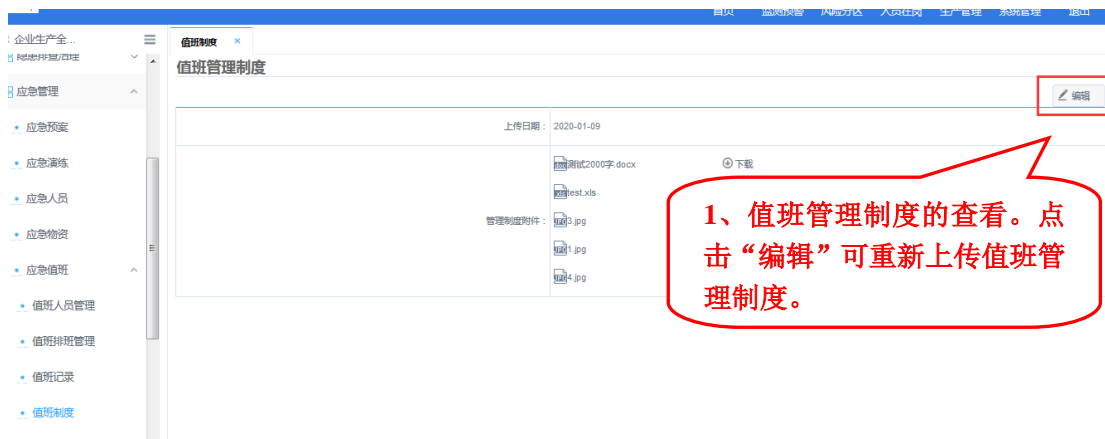 首页 监测预警 风险分区 人员在岗 生产管理 系统管理 退出
企业生产全...
隐患排查治理
应急管理
应急预案
应急演练
应急人员
应急物资
应急值班
值班人员管理
值班排班管理
值班记录
值班制度
值班制度 ×
值班管理制度
编辑
上传日期： 2020-01-09
管理制度附件：
测试2000字.docx 下载
test.xls
3.jpg
1.jpg
4.jpg
1、值班管理制度的查看。点
击“编辑”可重新上传值班管
理制度。